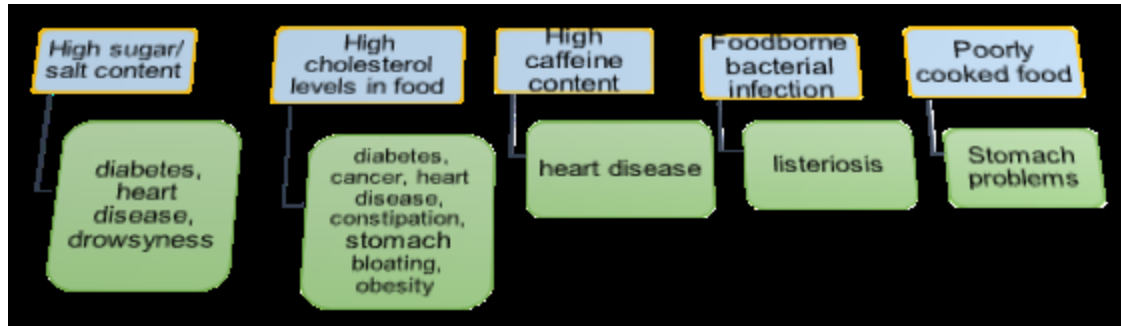 High sugar/
salt content
diabetes,
heart
disease,
drowsyness
High
cholesterol
levels in food
diabetes,
cancer, heart
disease,
constipation,
stomach
bloating,
obesity
High
caffeine
content
heart disease
Foodborne
bacterial
infection
listeriosis
Poorly
cooked food
Stomach
problems